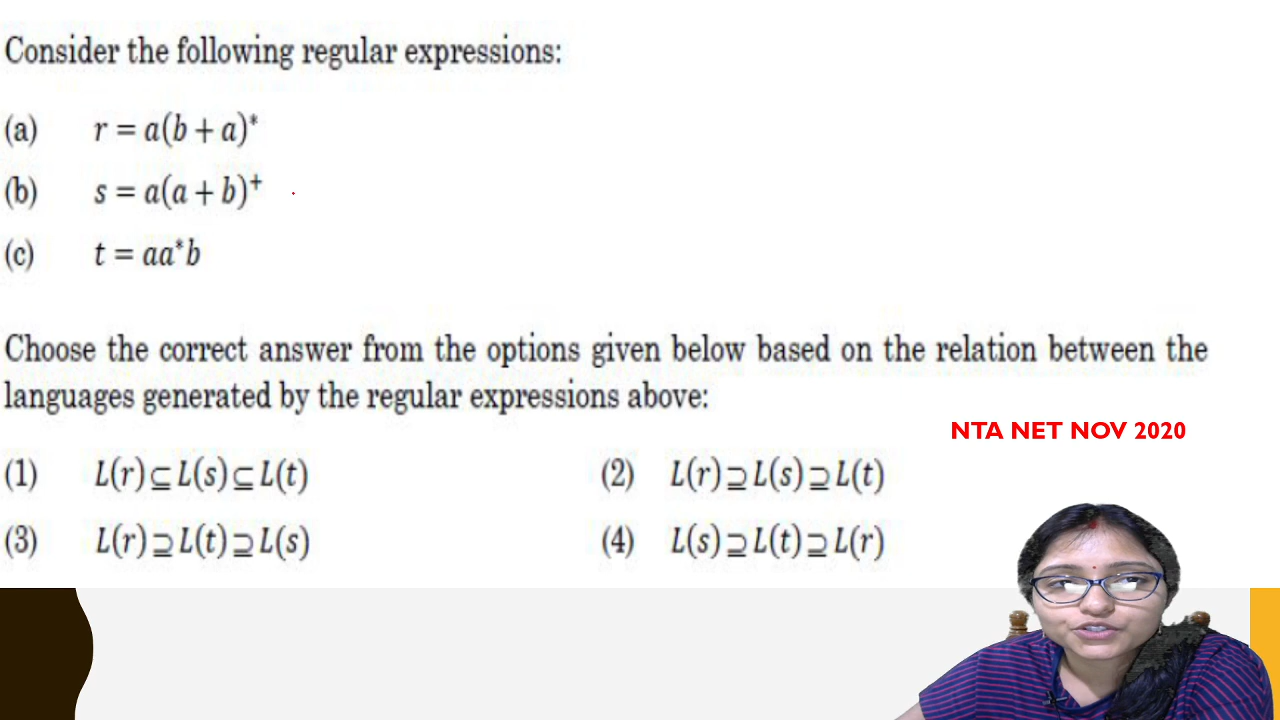 Consider the following regular expressions:
(a) r = a(b + a)*
(b) s = a(a + b)⁺
(c) t = aa*b
Choose the correct answer from the options given below based on the relation between the
languages generated by the regular expressions above:
NTA NET NOV 2020
(1) L(r)⊆L(s)⊆L(t) (2) L(r)⊇L(s)⊇L(t)
(3) L(r)⊇L(t)⊇L(s) (4) L(s)⊇L(t)⊇L(r)